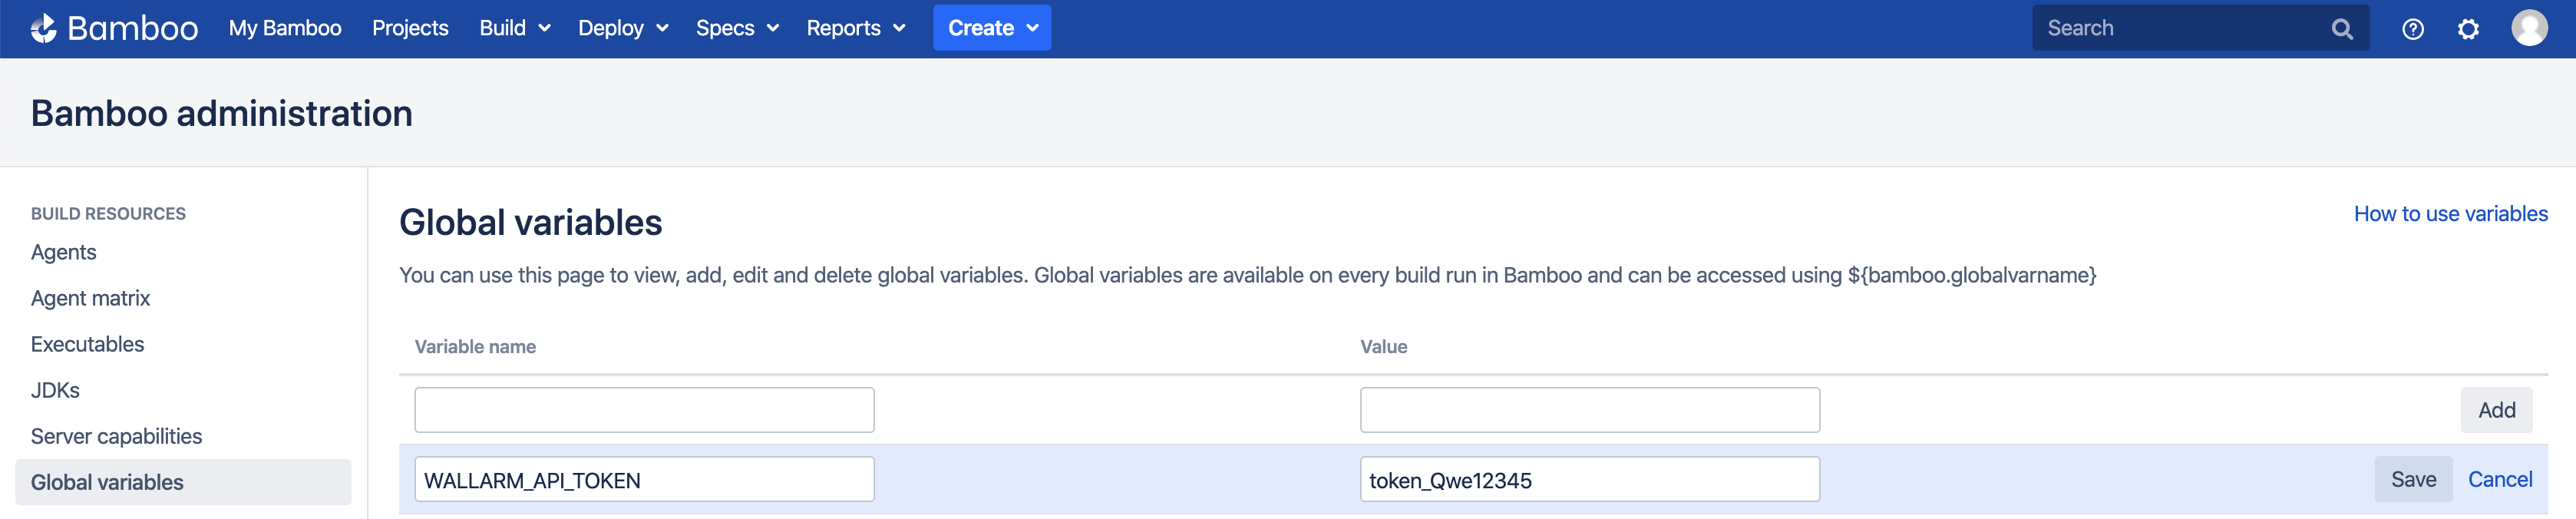 Bamboo My Bamboo Projects Build Deploy Specs Reports Create Search
Bamboo administration
BUILD RESOURCES
Agents
Agent matrix
Executables
JDKs
Server capabilities
Global variables
Global variables How to use variables
You can use this page to view, add, edit and delete global variables. Global variables are available on every build run in Bamboo and can be accessed using ${bamboo.globalvarname}
Variable name Value
Add
WALLARM_API_TOKEN token_Qwe12345 Save Cancel